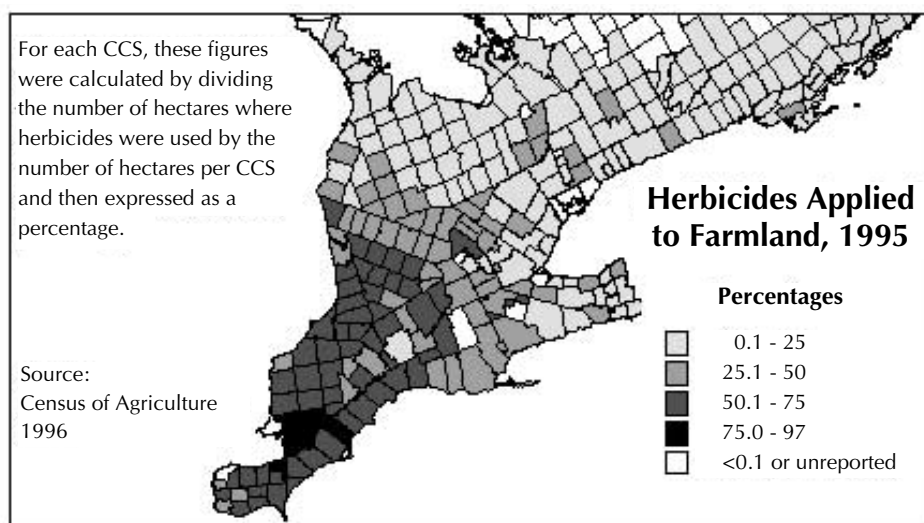 For each CCS, these figures
were calculated by dividing
the number of hectares where
herbicides were used by the
number of hectares per CCS
and then expressed as a
percentage.
Herbicides Applied
to Farmland, 1995
Percentages
0.1 - 25
25.1 - 50
50.1 - 75
75.0 - 97
<0.1 or unreported
Source:
Census of Agriculture
1996